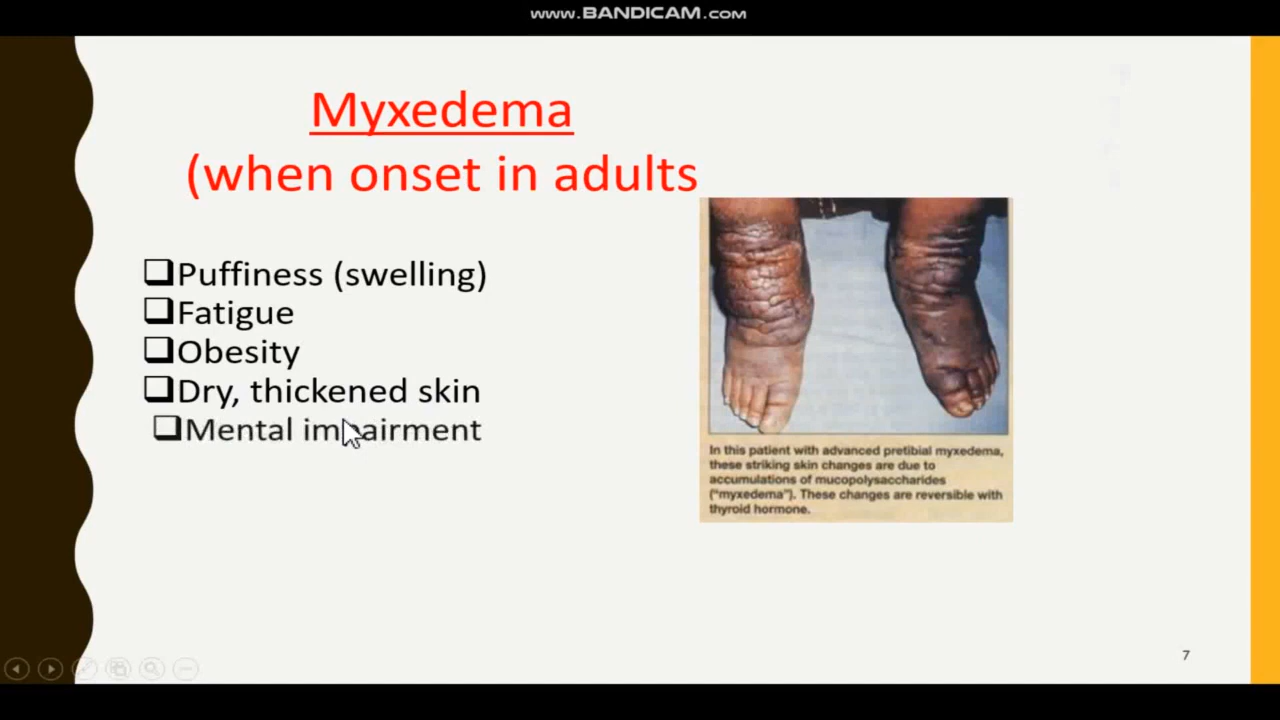 www.BANDICAM.com
Myxedema
(when onset in adults
❑Puffiness (swelling)
❑Fatigue
❑Obesity
❑Dry, thickened skin
❑Mental impairment
In this patient with advanced pretibial myxedema,
these striking skin changes are due to
accumulations of mucopolysaccharides
("myxedema"). These changes are reversible with
thyroid hormone.
7